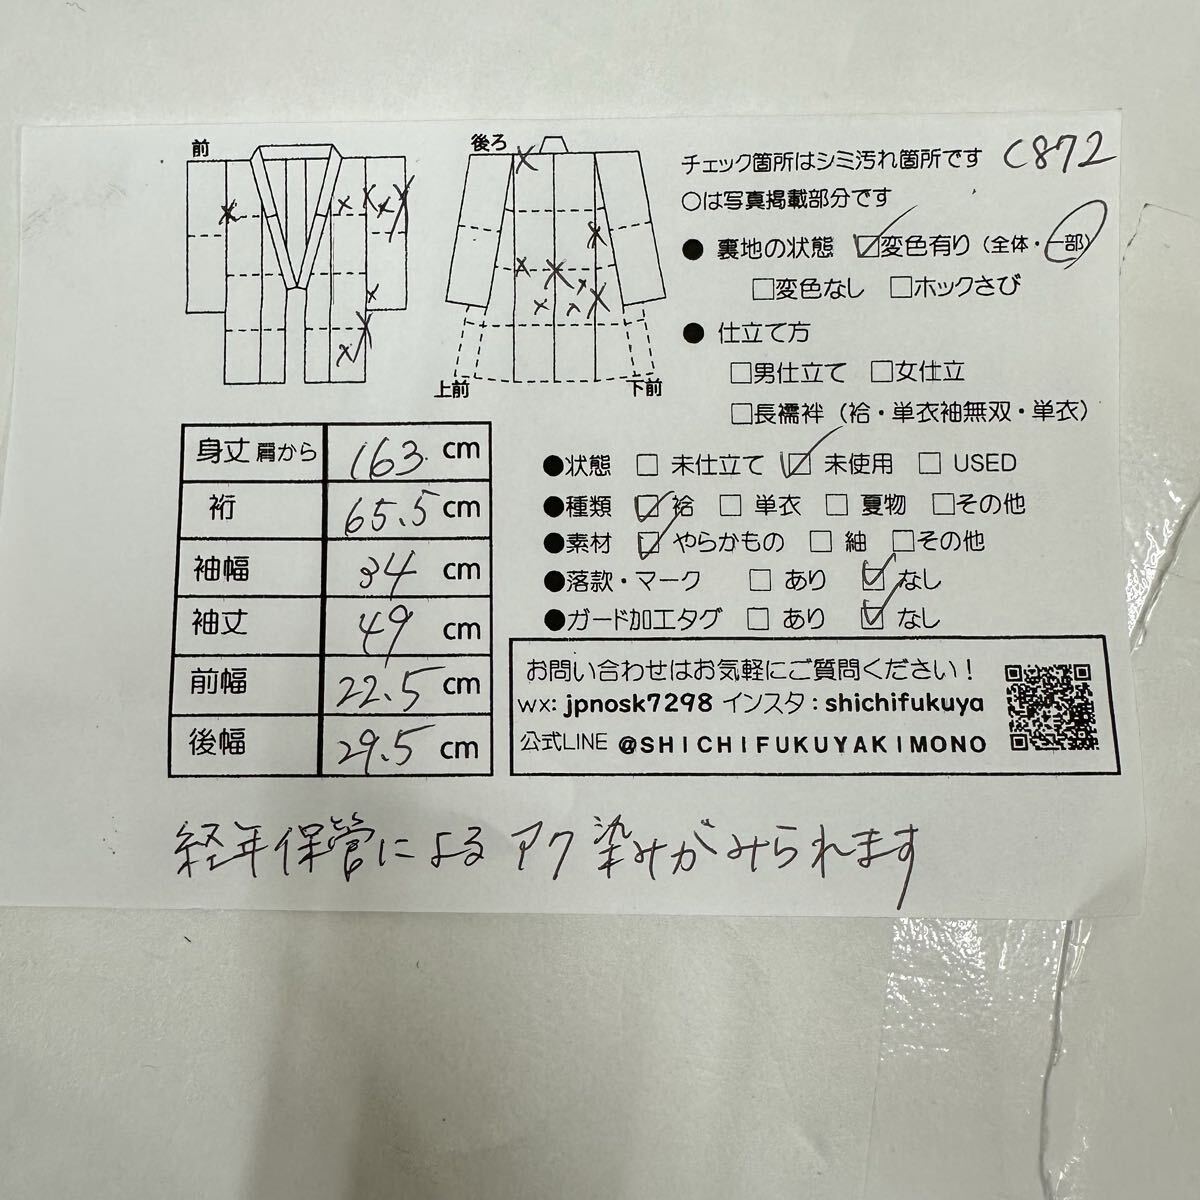 前
後ろ
上前
下前
チェック箇所はシミ汚れ箇所です C872
○は写真掲載部分です
● 裏地の状態 ☑変色有り (全体・一部)
□変色なし □ホックさび
● 仕立て方
□男仕立て □女仕立
□長襦袢 (袷・単衣袖無双・単衣)
身丈 肩から 163 cm
裄 65.5 cm
袖幅 34 cm
袖丈 49 cm
前幅 22.5 cm
後幅 29.5 cm
●状態 □ 未仕立て ☑ 未使用 □ USED
●種類 ☑ 袷 □ 単衣 □ 夏物 □その他
●素材 ☑ やらかもの □ 紬 □その他
●落款・マーク □ あり ☑ なし
●ガード加工タグ □ あり ☑ なし
お問い合わせはお気軽にご質問ください！
wx: jpnosk7298 インスタ：shichifukuya
公式LINE @SHICHIFUKUYAKIMONO
経年保管によるアク染みがみられます